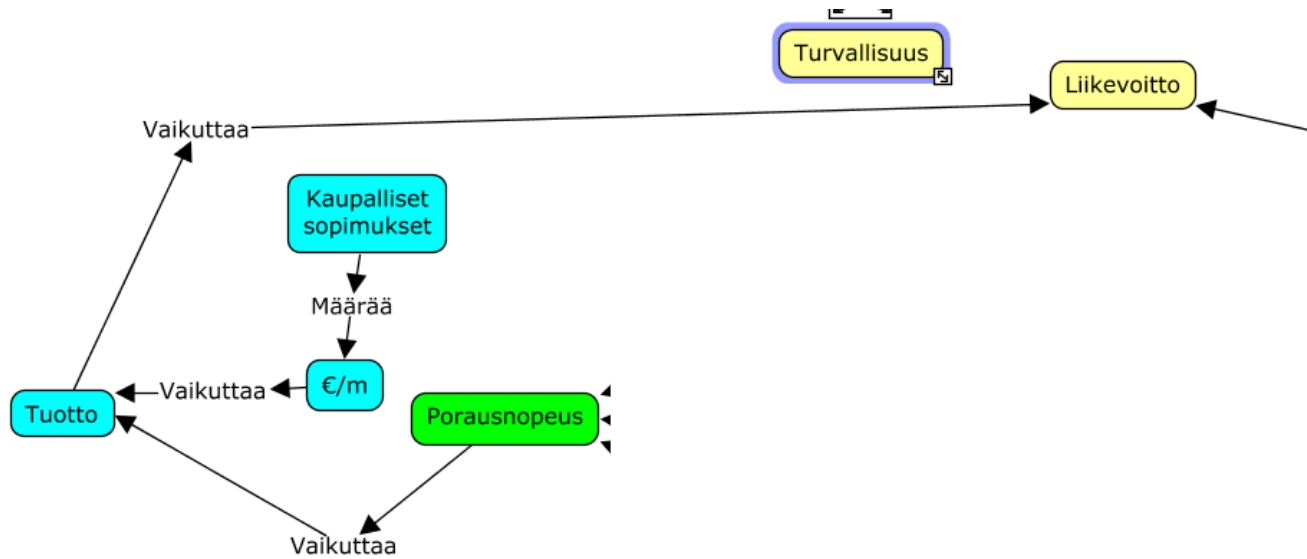 Turvallisuus
Liikevoitto
Vaikuttaa
Kaupalliset
sopimukset
Määrää
€/m
Vaikuttaa
Tuotto
Porausnopeus
Vaikuttaa